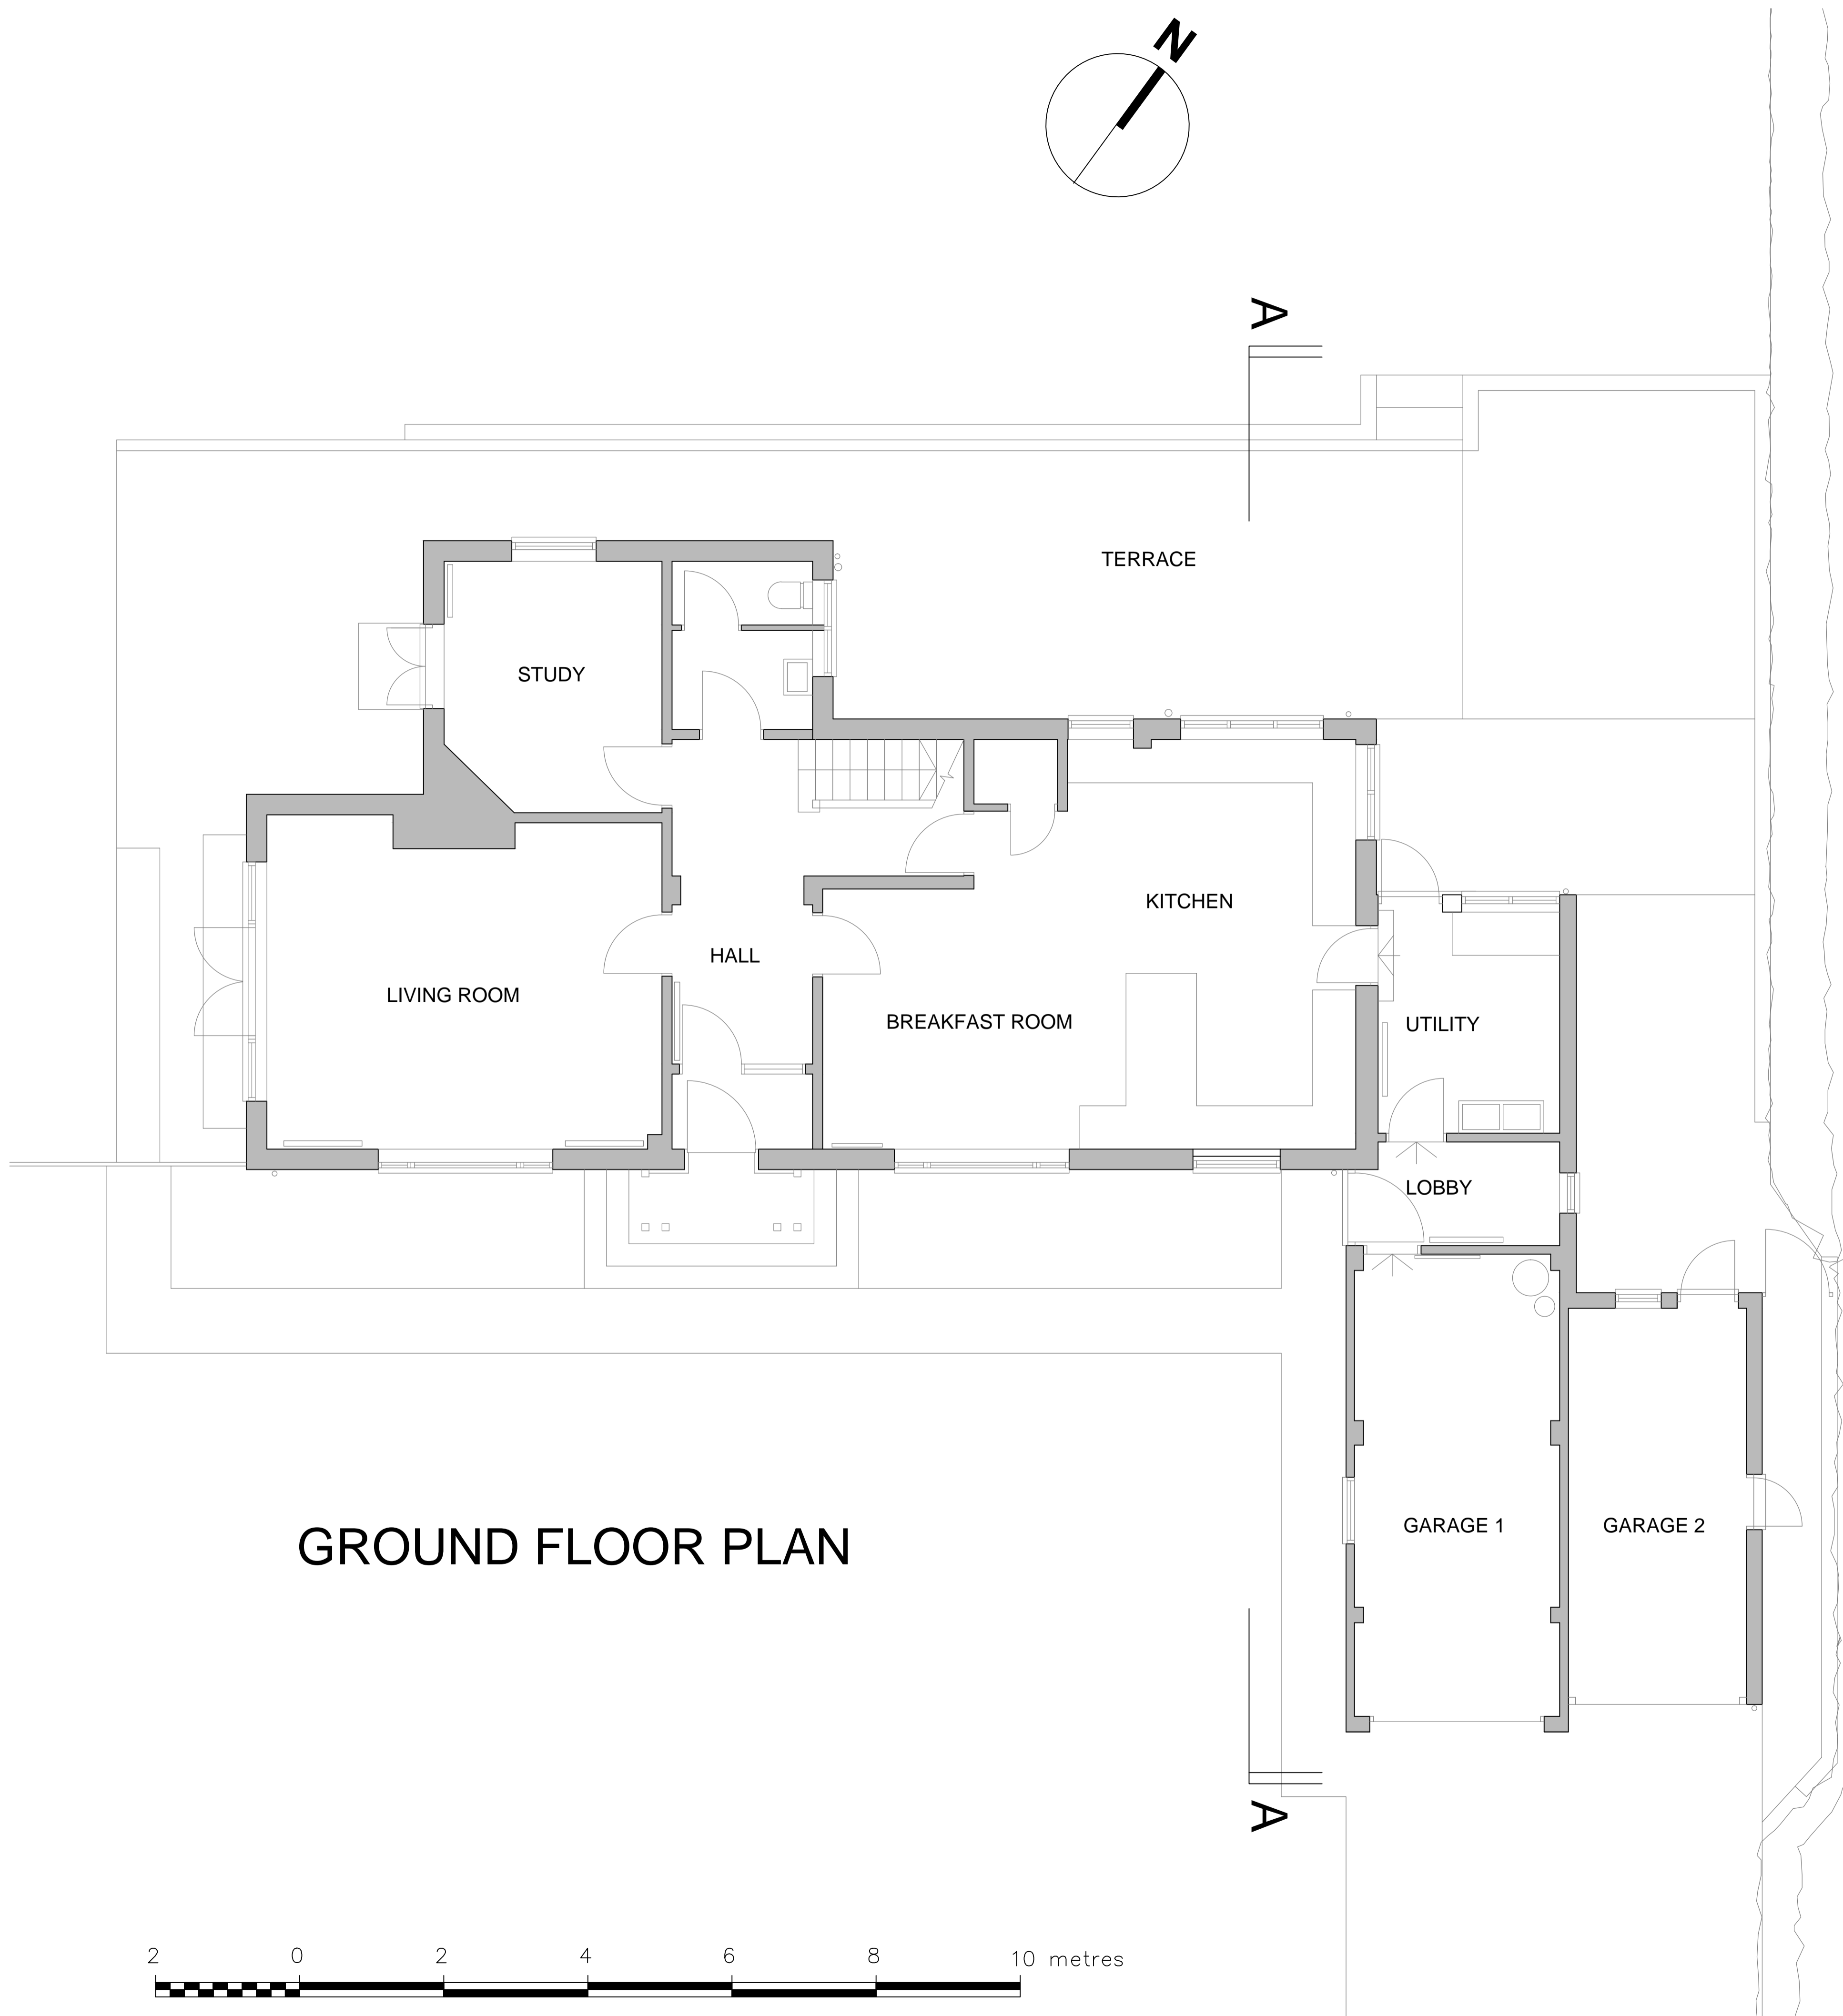 N
A
TERRACE
STUDY
KITCHEN
HALL
LIVING ROOM
BREAKFAST ROOM
UTILITY
LOBBY
GARAGE 1
GARAGE 2
GROUND FLOOR PLAN
A
2 0 2 4 6 8 10 metres